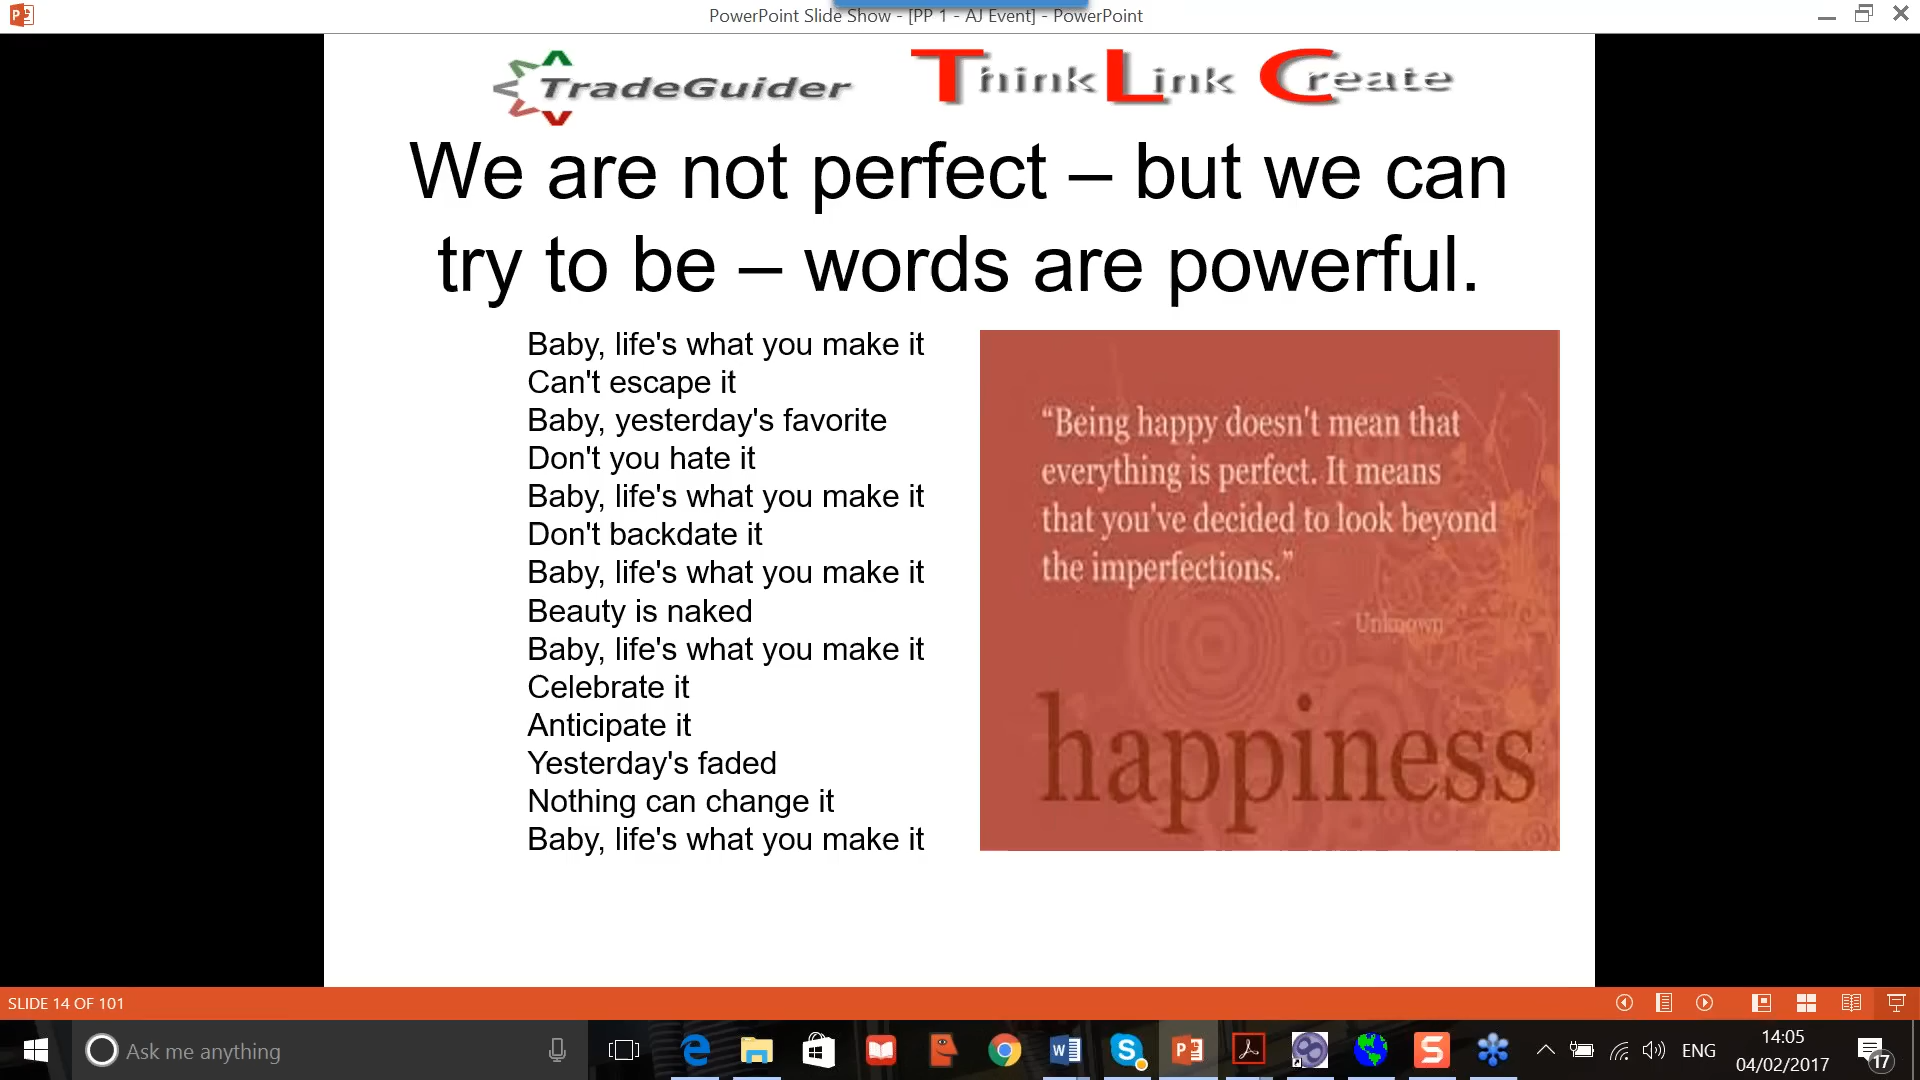 PowerPoint Slide Show - [PP 1 - AJ Event] - PowerPoint
TradeGuider
Think Link Create
We are not perfect – but we can
try to be – words are powerful.
Baby, life's what you make it
Can't escape it
Baby, yesterday's favorite
Don't you hate it
Baby, life's what you make it
Don't backdate it
Baby, life's what you make it
Beauty is naked
Baby, life's what you make it
Celebrate it
Anticipate it
Yesterday's faded
Nothing can change it
Baby, life's what you make it
“Being happy doesn't mean that
everything is perfect. It means
that you've decided to look beyond
the imperfections.”
- Unknown
happiness
SLIDE 14 OF 101
Ask me anything
ENG
14:05
04/02/2017
17